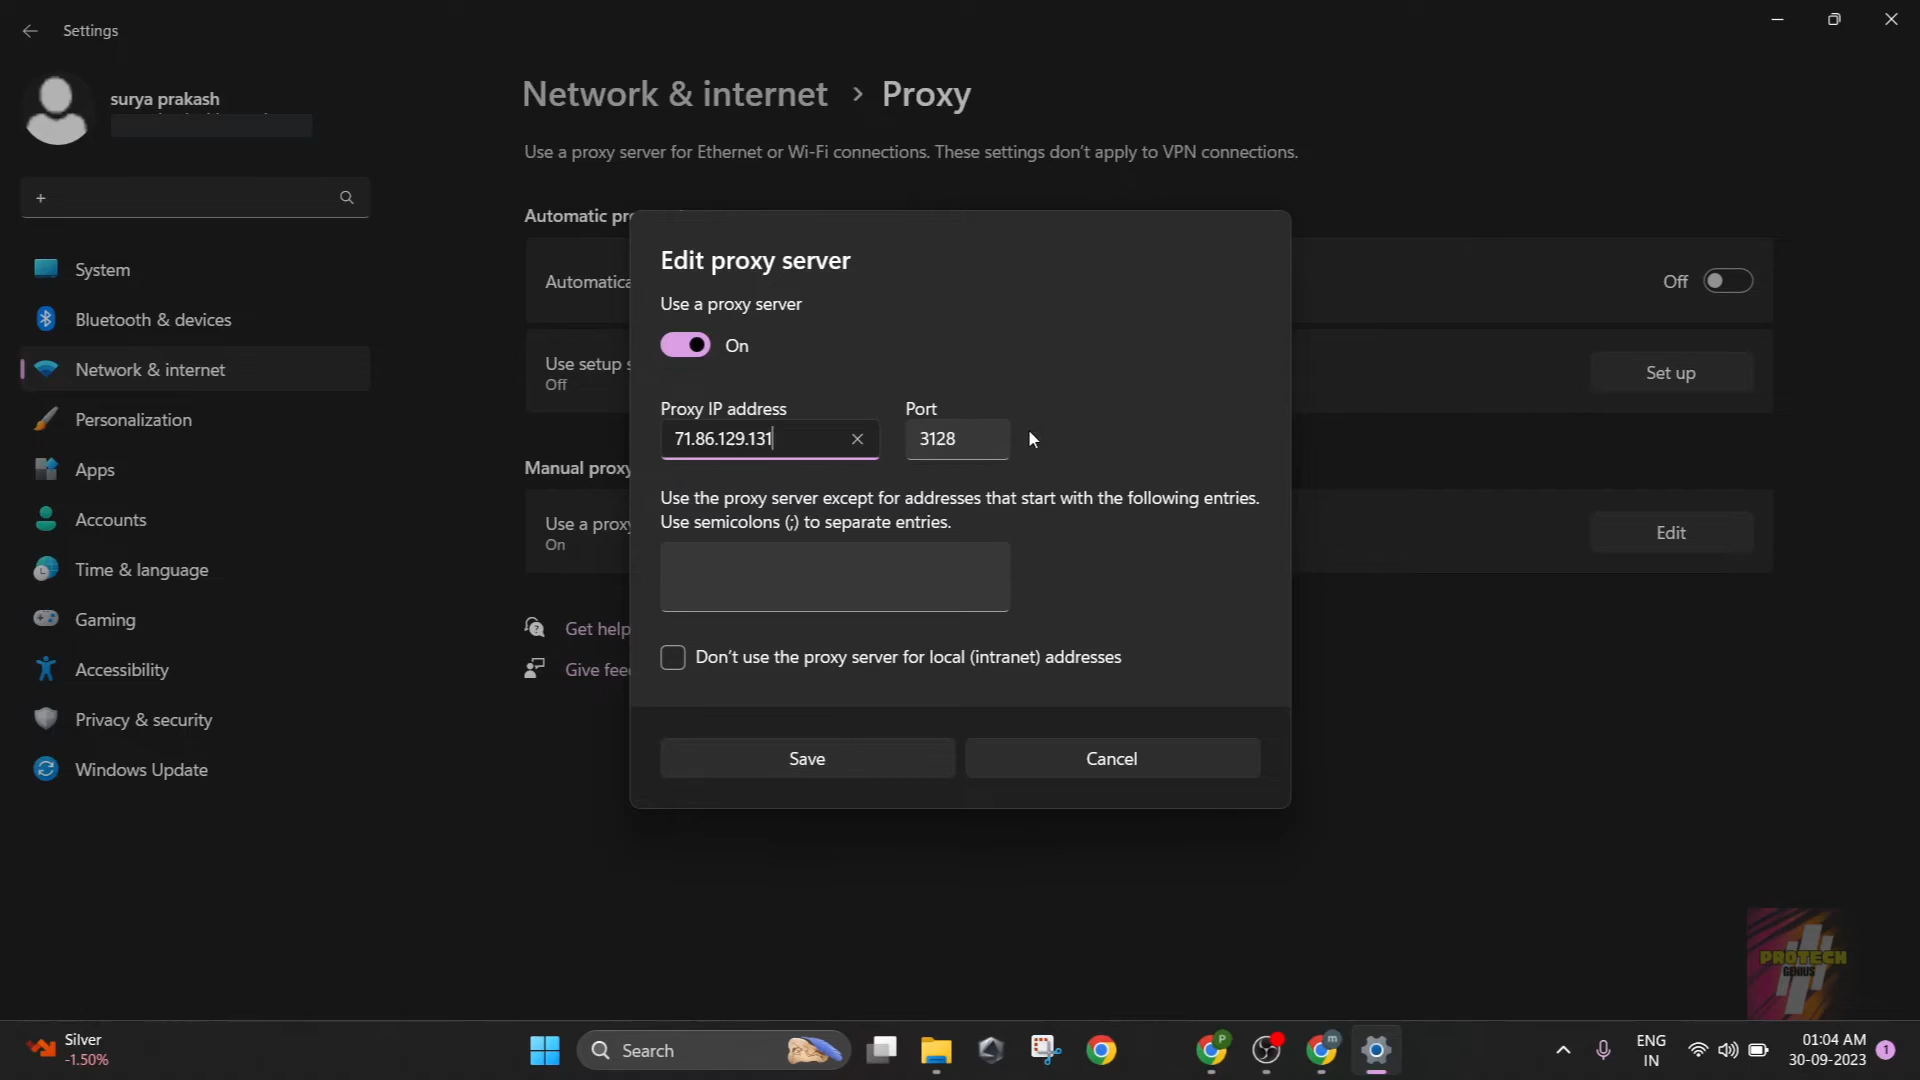 Settings
surya prakash
+
System
Bluetooth & devices
Network & internet
Personalization
Apps
Accounts
Time & language
Gaming
Accessibility
Privacy & security
Windows Update
Network & internet > Proxy
Use a proxy server for Ethernet or Wi-Fi connections. These settings don't apply to VPN connections.
Automatic pr
Automatica
Off
Use setup s
Off
Set up
Manual proxy
Use a proxy
On
Edit
Get help
Give fee
Edit proxy server
Use a proxy server
On
Proxy IP address
Port
71.86.129.131
3128
Use the proxy server except for addresses that start with the following entries.
Use semicolons (;) to separate entries.
Don't use the proxy server for local (intranet) addresses
Save
Cancel
PROTECH
GENIUS
Silver
-1.50%
Search
P
m
ENG
IN
01:04 AM
30-09-2023
1